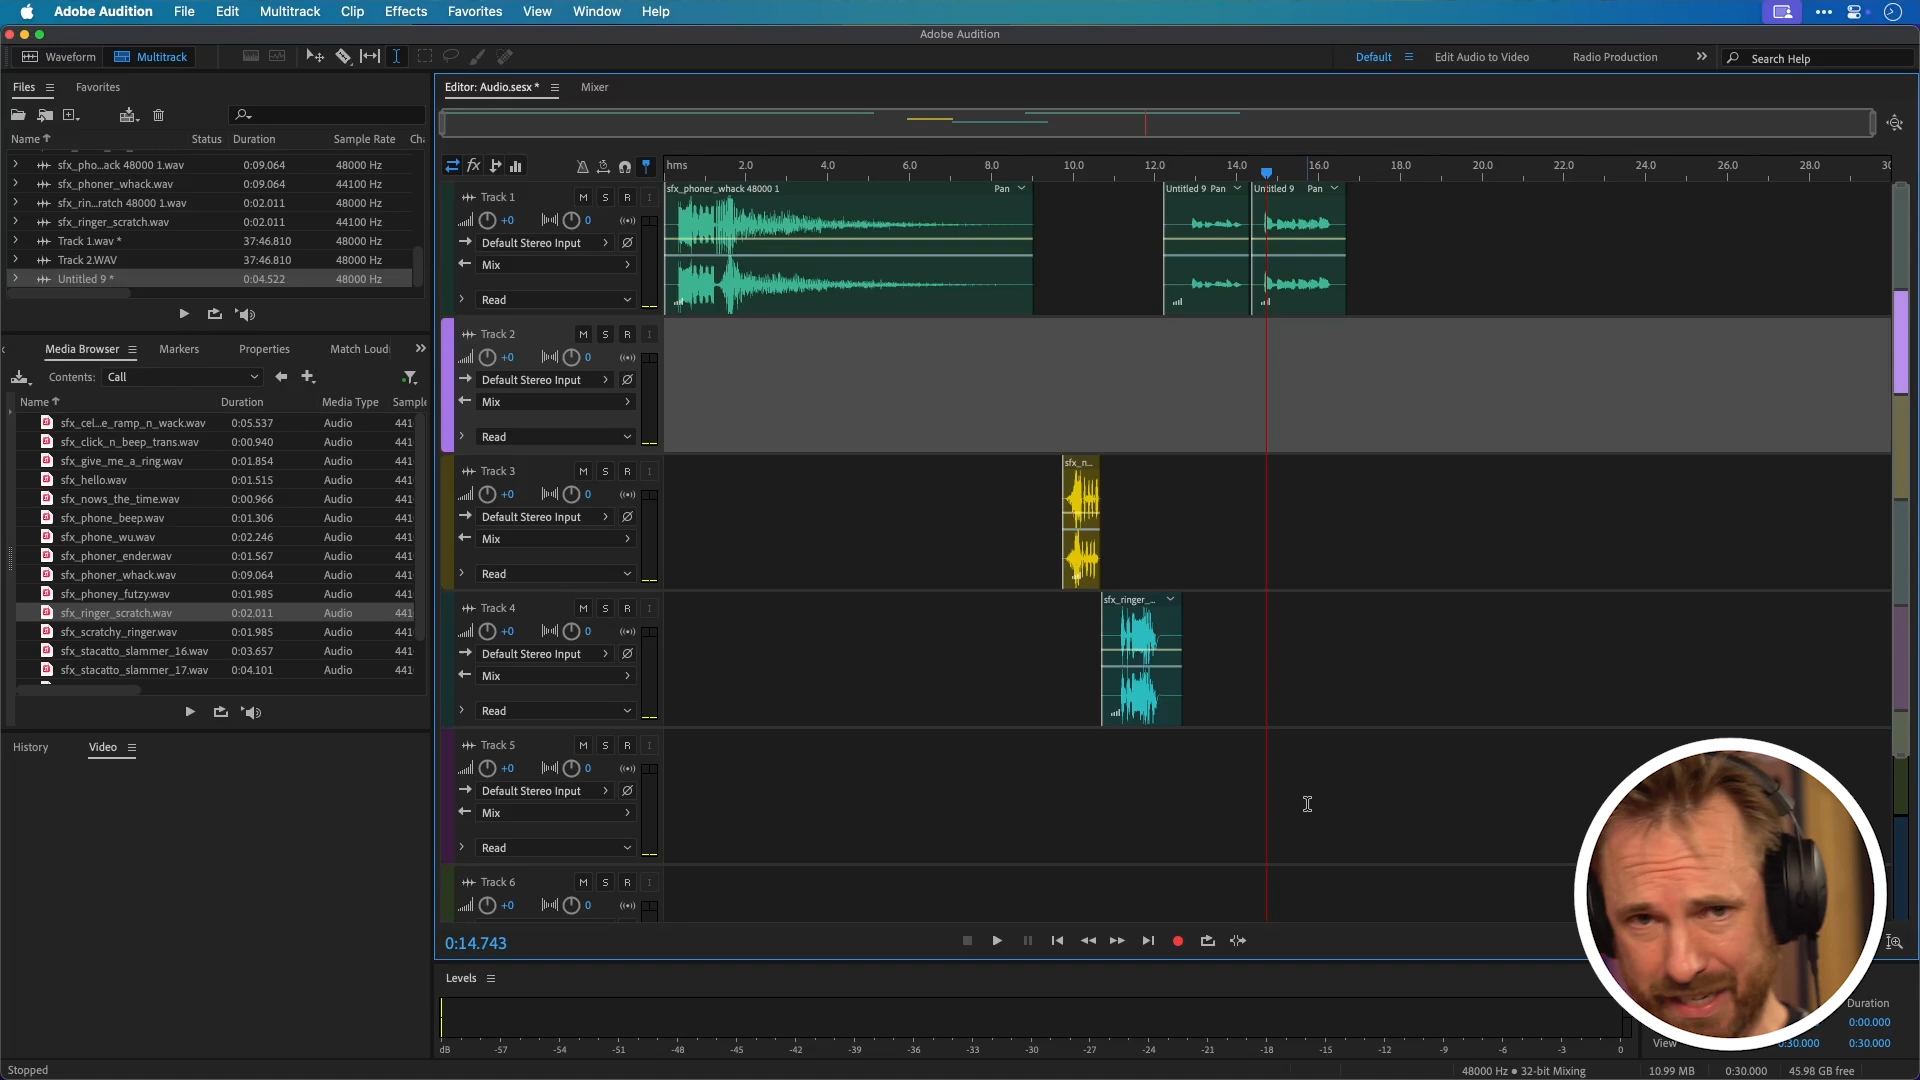 Adobe Audition File Edit Multitrack Clip Effects Favorites View Window Help
Adobe Audition
Waveform Multitrack Default Edit Audio to Video Radio Production Search Help
Files Favorites
Name Status Duration Sample Rate Ch
sfx_pho...ack 48000 1.wav 0:09.064 48000 Hz
sfx_phoner_whack.wav 0:09.064 44100 Hz
sfx_rin...ratch 48000 1.wav 0:02.011 48000 Hz
sfx_ringer_scratch.wav 0:02.011 44100 Hz
Track 1.wav * 37:46.810 48000 Hz
Track 2.WAV 37:46.810 48000 Hz
Untitled 9 * 0:04.522 48000 Hz
Media Browser Markers Properties Match Loud
Contents: Call
Name Duration Media Type Sample
sfx_cel...e_ramp_n_wack.wav 0:05.537 Audio 441
sfx_click_n_beep_trans.wav 0:00.940 Audio 441
sfx_give_me_a_ring.wav 0:01.854 Audio 441
sfx_hello.wav 0:01.515 Audio 441
sfx_nows_the_time.wav 0:00.966 Audio 441
sfx_phone_beep.wav 0:01.306 Audio 441
sfx_phone_wu.wav 0:02.246 Audio 441
sfx_phoner_ender.wav 0:01.567 Audio 441
sfx_phoner_whack.wav 0:09.064 Audio 441
sfx_phoney_futzy.wav 0:01.985 Audio 441
sfx_ringer_scratch.wav 0:02.011 Audio 441
sfx_scratchy_ringer.wav 0:01.985 Audio 441
sfx_stacatto_slammer_16.wav 0:03.657 Audio 441
sfx_stacatto_slammer_17.wav 0:04.101 Audio 441
History Video
Editor: Audio.sesx * Mixer
hms 2.0 4.0 6.0 8.0 10.0 12.0 14.0 16.0 18.0 20.0 22.0 24.0 26.0 28.0 30
Track 1 M S R I
+0 0
Default Stereo Input
Mix
Read
sfx_phoner_whack 48000 1 Pan
Untitled 9 Pan
Untitled 9 Pan
Track 2 M S R I
+0 0
Default Stereo Input
Mix
Read
Track 3 M S R I
+0 0
Default Stereo Input
Mix
Read
sfx_n...
Track 4 M S R I
+0 0
Default Stereo Input
Mix
Read
sfx_ringer_...
Track 5 M S R I
+0 0
Default Stereo Input
Mix
Read
Track 6 M S R I
+0 0
0:14.743
Levels
dB -57 -54 -51 -48 -45 -42 -39 -36 -33 -30 -27 -24 -21 -18 -15 -12 -9 -6 -3 0
Duration
0:00.000
View 0:30.000 0:30.000
Stopped 48000 Hz ● 32-bit Mixing 10.99 MB 0:30.000 45.98 GB free